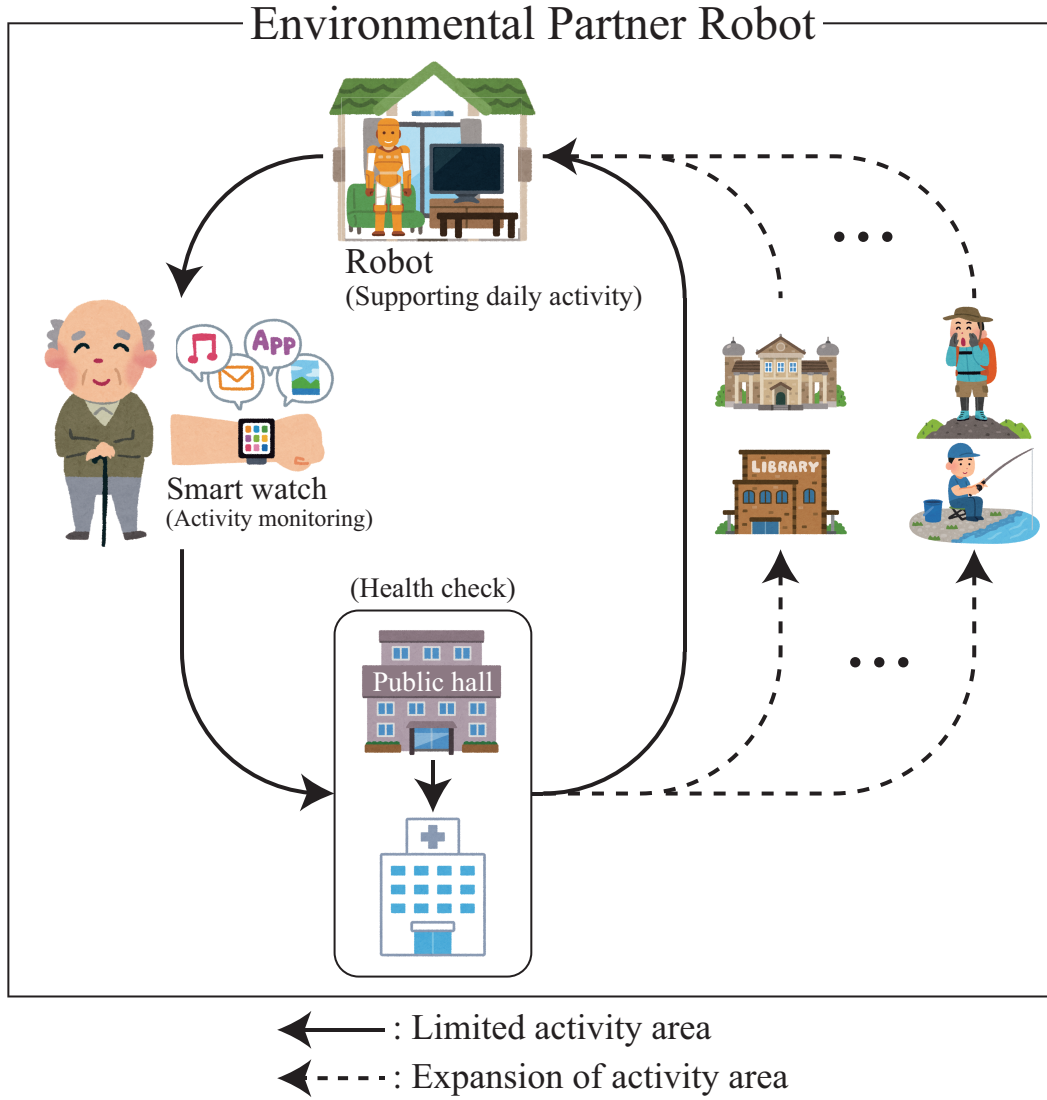 Environmental Partner Robot
Robot
(Supporting daily activity)
App
Smart watch
(Activity monitoring)
LIBRARY
(Health check)
Public hall
: Limited activity area
: Expansion of activity area